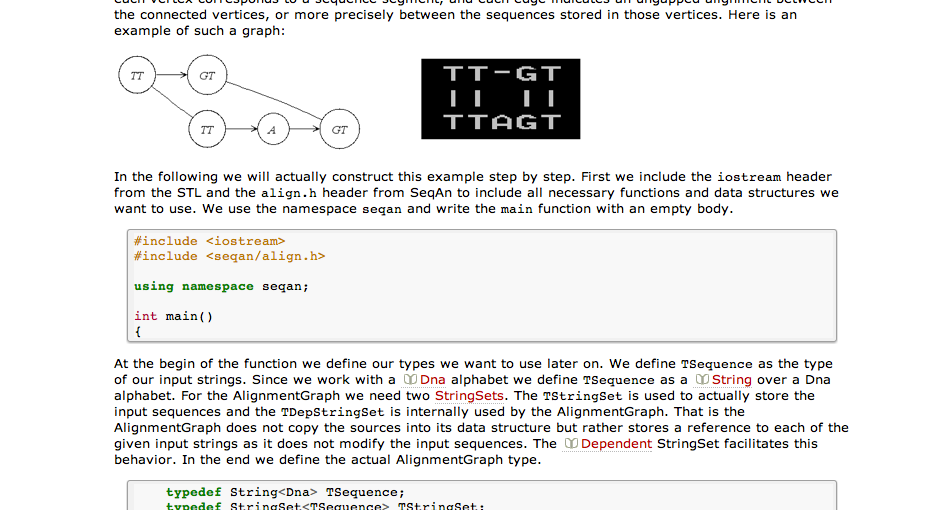 the connected vertices, or more precisely between the sequences stored in those vertices. Here is an
example of such a graph:
TT GT
TT A GT
TT-GT
|| ||
TTAGT
In the following we will actually construct this example step by step. First we include the iostream header
from the STL and the align.h header from SeqAn to include all necessary functions and data structures we
want to use. We use the namespace seqan and write the main function with an empty body.
#include <iostream>
#include <seqan/align.h>
using namespace seqan;
int main()
{
At the begin of the function we define our types we want to use later on. We define TSequence as the type
of our input strings. Since we work with a Dna alphabet we define TSequence as a String over a Dna
alphabet. For the AlignmentGraph we need two StringSets. The TStringSet is used to actually store the
input sequences and the TDepStringSet is internally used by the AlignmentGraph. That is the
AlignmentGraph does not copy the sources into its data structure but rather stores a reference to each of the
given input strings as it does not modify the input sequences. The Dependent StringSet facilitates this
behavior. In the end we define the actual AlignmentGraph type.
typedef String<Dna> TSequence;
typedef StringSet<TSequence> TStringSet;